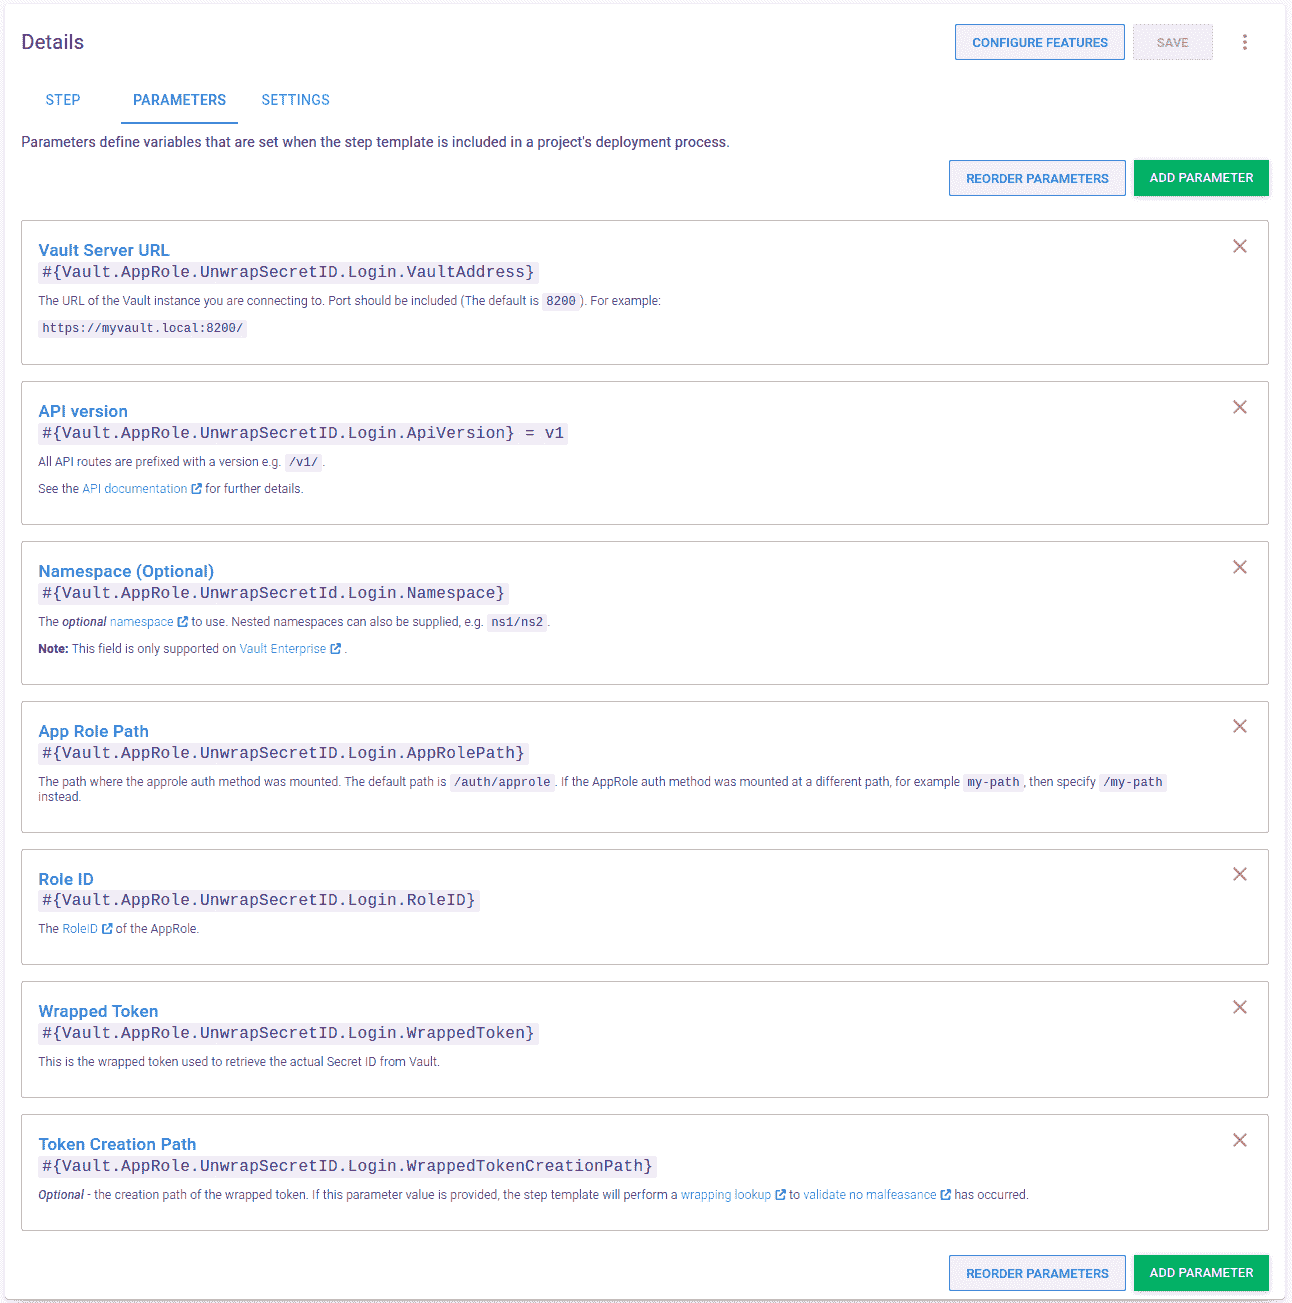 Details
CONFIGURE FEATURES
SAVE
STEP
PARAMETERS
SETTINGS
Parameters define variables that are set when the step template is included in a project's deployment process.
REORDER PARAMETERS
ADD PARAMETER
Vault Server URL
#{Vault.AppRole.UnwrapSecretID.Login.VaultAddress}
The URL of the Vault instance you are connecting to. Port should be included (The default is 8200 ). For example:
https://myvault.local:8200/
API version
#{Vault.AppRole.UnwrapSecretID.Login.ApiVersion} = v1
All API routes are prefixed with a version e.g. /v1/ .
See the API documentation for further details.
Namespace (Optional)
#{Vault.AppRole.UnwrapSecretId.Login.Namespace}
The optional namespace to use. Nested namespaces can also be supplied, e.g. ns1/ns2 .
Note: This field is only supported on Vault Enterprise .
App Role Path
#{Vault.AppRole.UnwrapSecretID.Login.AppRolePath}
The path where the approle auth method was mounted. The default path is /auth/approle . If the AppRole auth method was mounted at a different path, for example my-path , then specify /my-path
instead.
Role ID
#{Vault.AppRole.UnwrapSecretID.Login.RoleID}
The RoleID of the AppRole.
Wrapped Token
#{Vault.AppRole.UnwrapSecretID.Login.WrappedToken}
This is the wrapped token used to retrieve the actual Secret ID from Vault.
Token Creation Path
#{Vault.AppRole.UnwrapSecretID.Login.WrappedTokenCreationPath}
Optional - the creation path of the wrapped token. If this parameter value is provided, the step template will perform a wrapping lookup to validate no malfeasance has occurred.
REORDER PARAMETERS
ADD PARAMETER